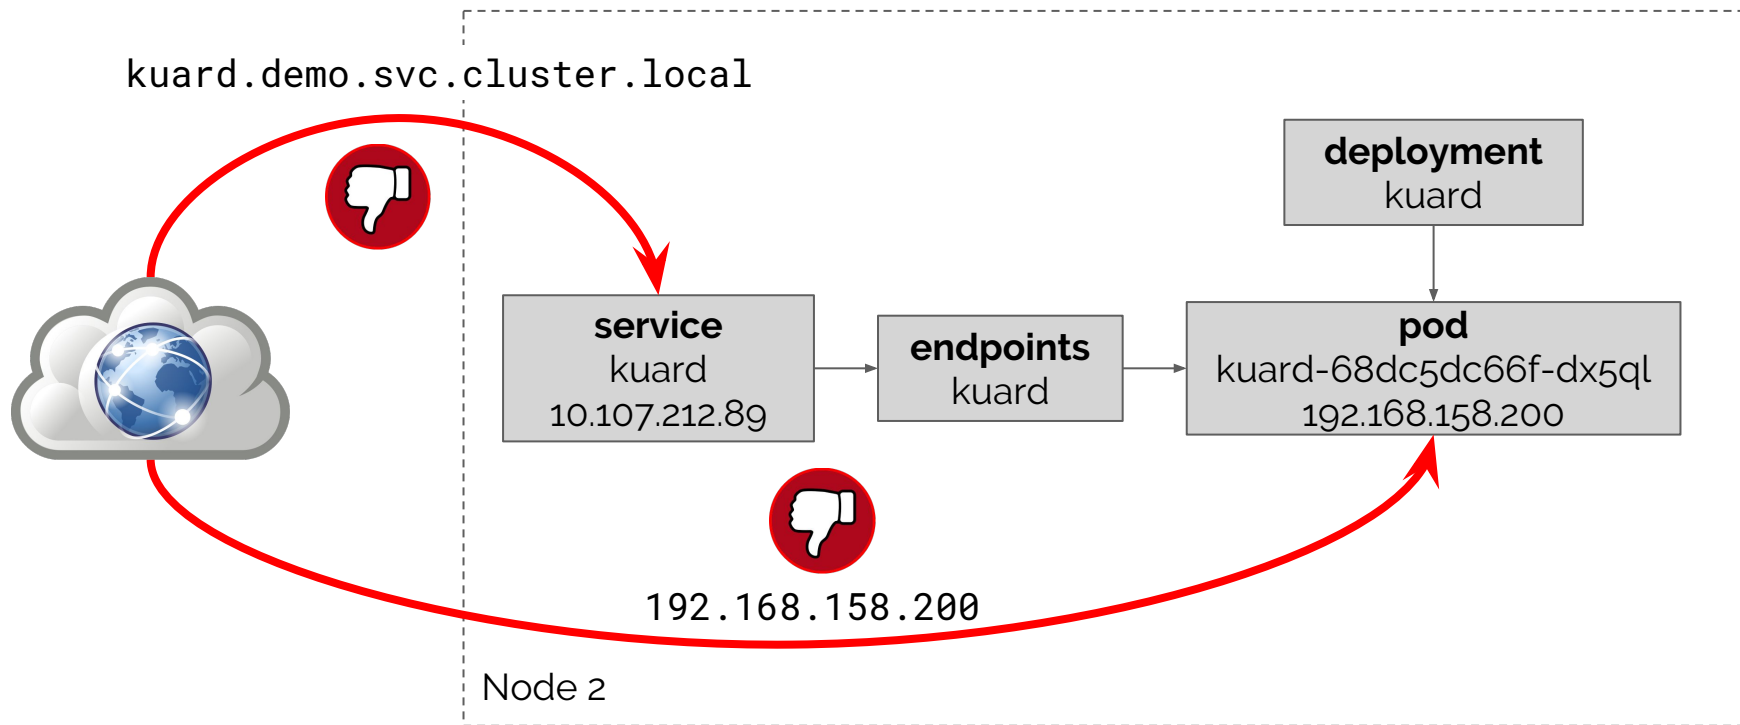 kuard.demo.svc.cluster.local
deployment
kuard
service
kuard
10.107.212.89
endpoints
kuard
pod
kuard-68dc5dc66f-dx5ql
192.168.158.200
192.168.158.200
Node 2